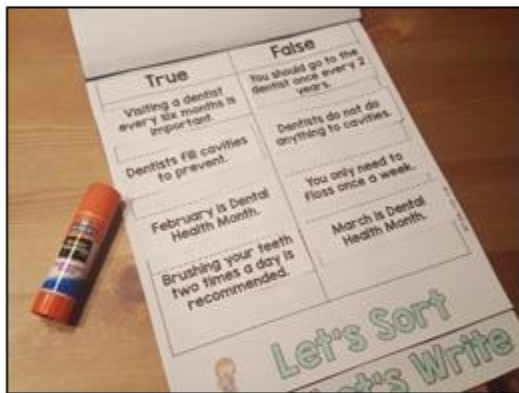 True
False
Visiting a dentist
every six months is
important.
You should go to the
dentist once every 2
years.
Dentists fill cavities
to prevent.
Dentists do not do
anything to cavities.
February is Dental
Health Month.
You only need to
floss once a week.
Brushing your teeth
two times a day is
recommended.
March is Dental
Health Month.
Let's Sort
Let's Write